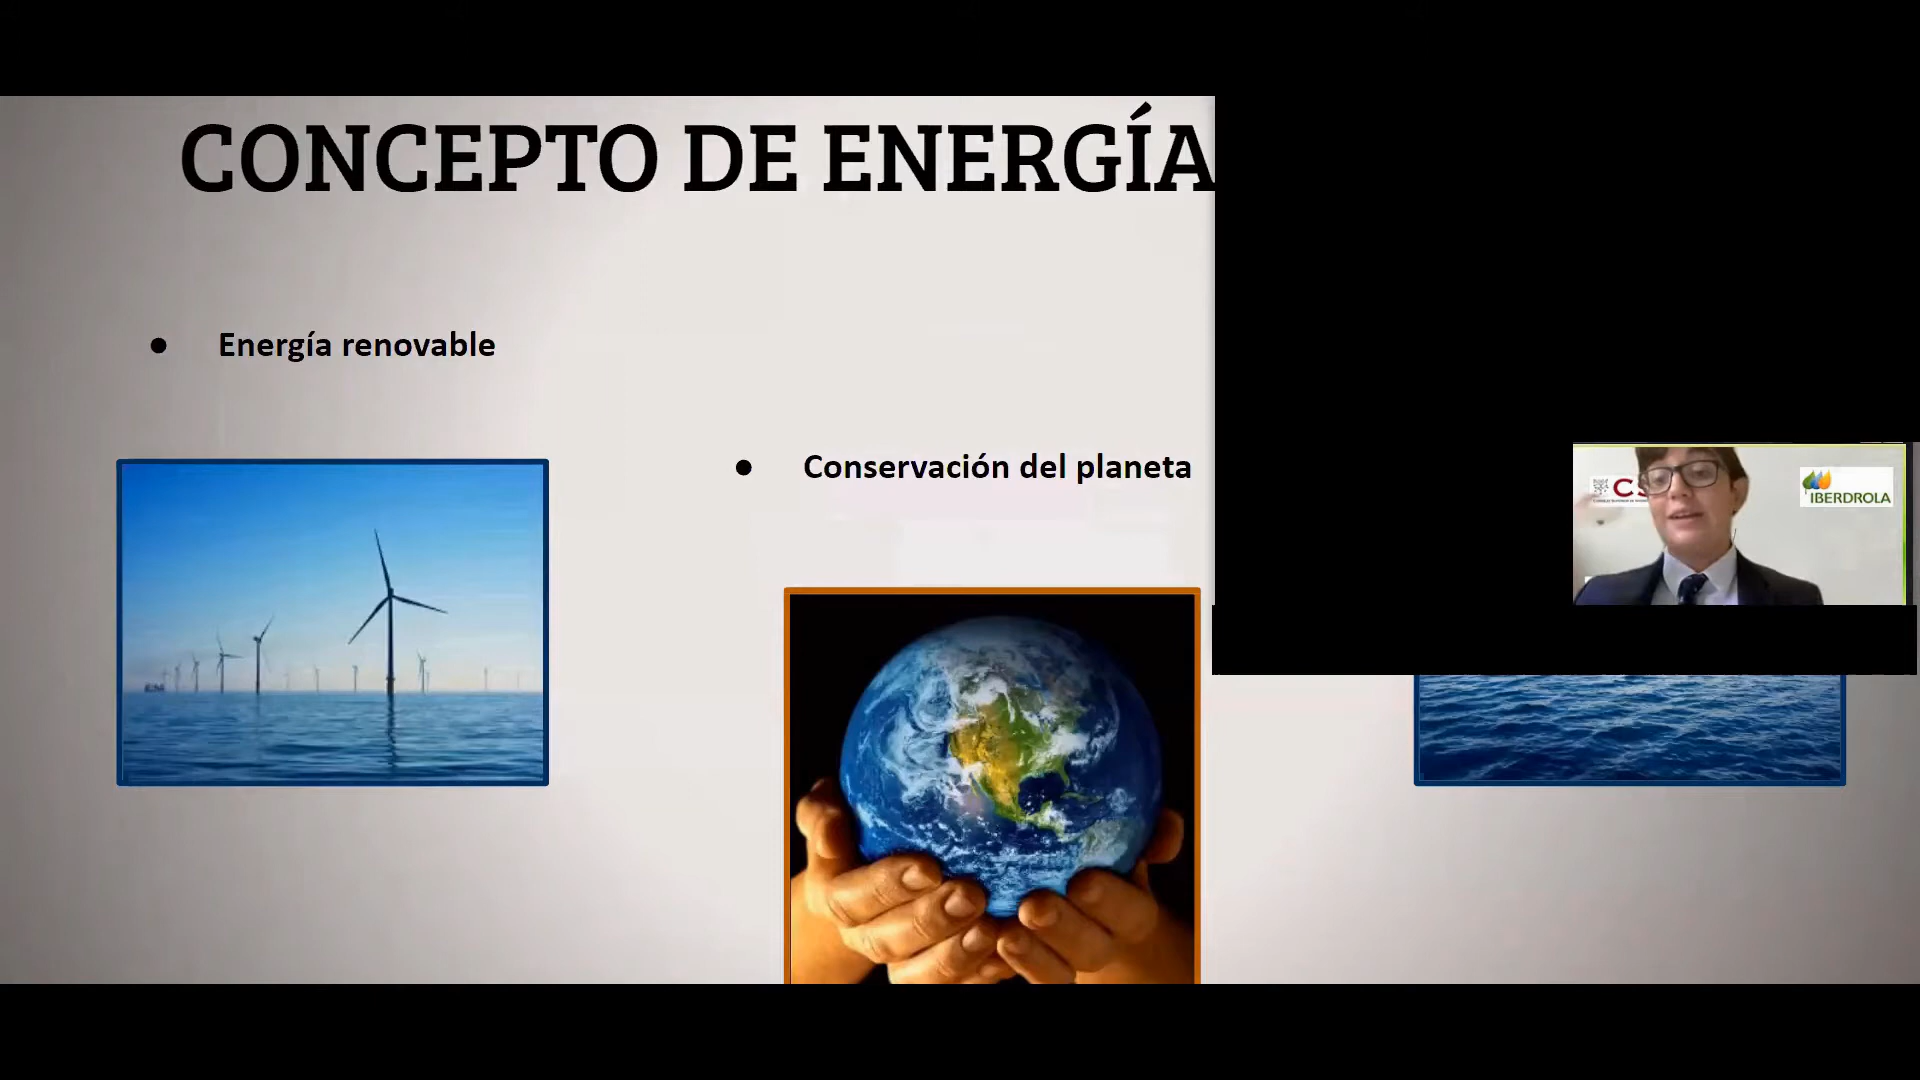 CONCEPTO DE ENERGÍA
Energía renovable
Conservación del planeta
IBERDROLA